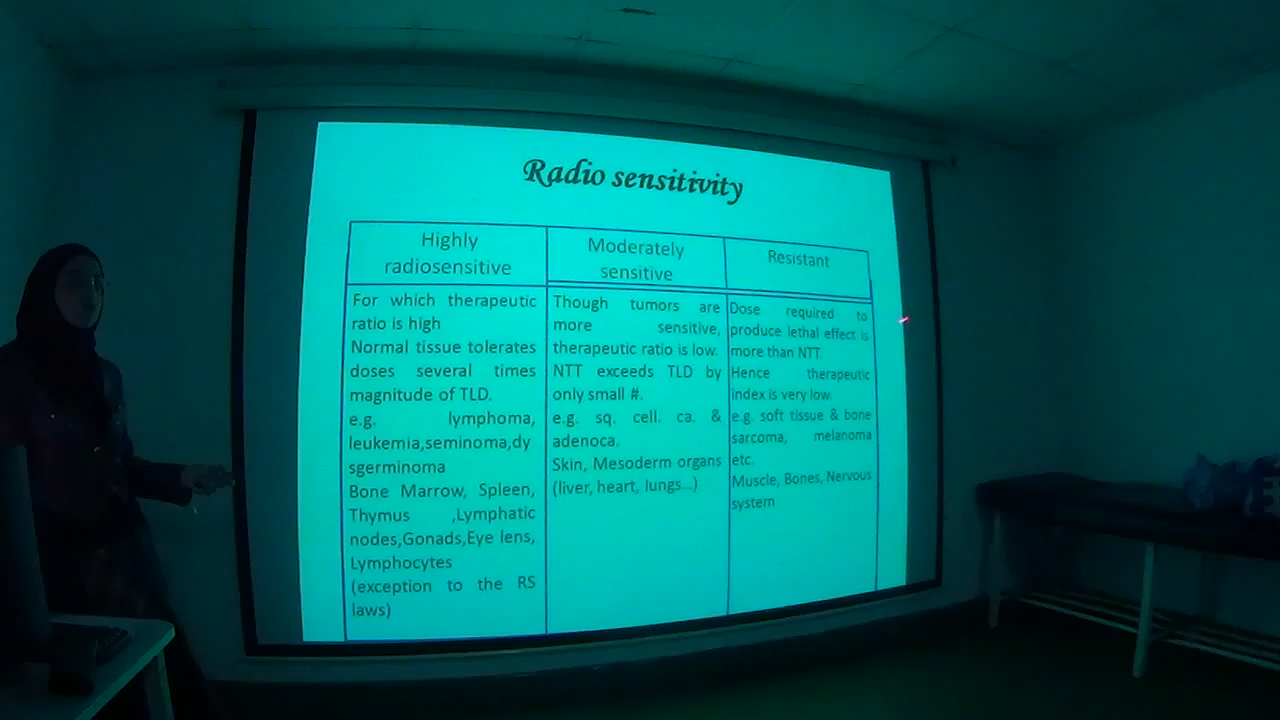 Radio sensitivity
Highly
radiosensitive
For which therapeutic
ratio is high
Normal tissue tolerates
doses several times
magnitude of TLD.
e.g. lymphoma,
leukemia,seminoma,dy
sgerminoma
Bone Marrow, Spleen,
Thymus ,Lymphatic
nodes,Gonads,Eye lens,
Lymphocytes
(exception to the RS
laws)
Moderately
sensitive
Though tumors are
more sensitive,
therapeutic ratio is low.
NTT exceeds TLD by
only small #.
e.g. sq. cell. ca. &
adenoca.
Skin, Mesoderm organs
(liver, heart, lungs...)
Resistant
Dose required to
produce lethal effect is
more than NTT.
Hence therapeutic
index is very low.
e.g. soft tissue & bone
sarcoma, melanoma
etc.
Muscle, Bones, Nervous
system